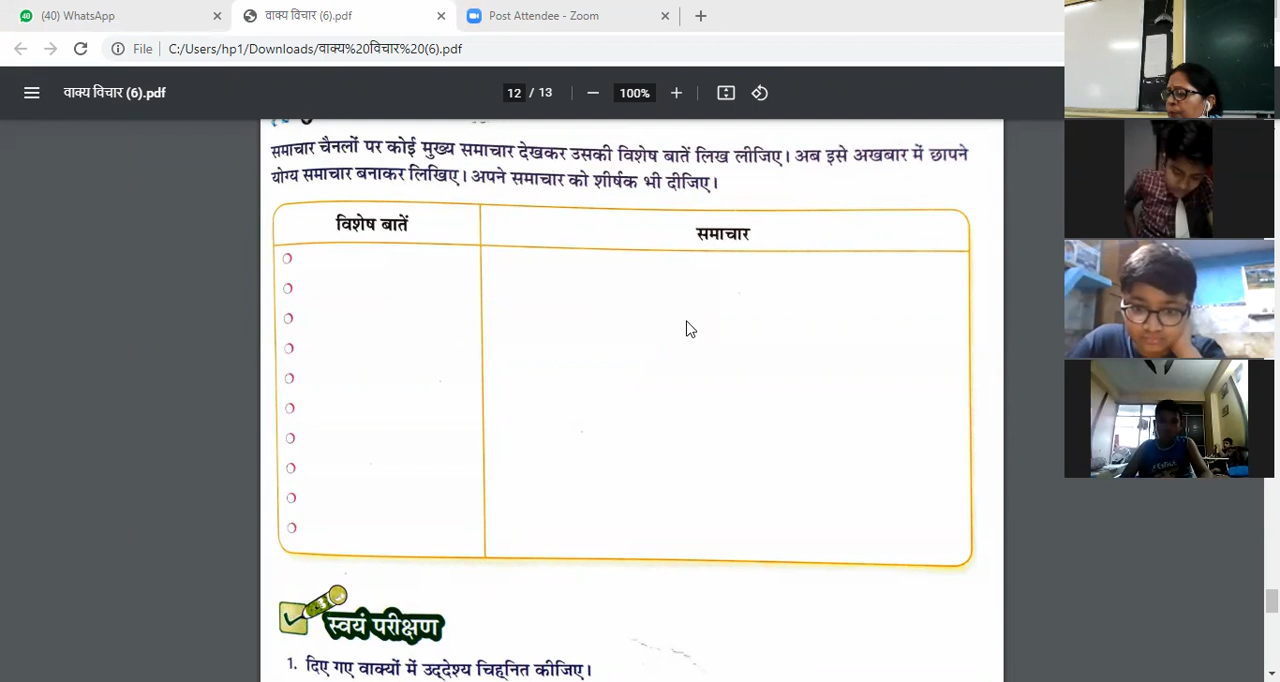 (40) WhatsApp
वाक्य विचार (6).pdf
Post Attendee - Zoom
File
C:/Users/hp1/Downloads/वाक्य%20विचार%20(6).pdf
वाक्य विचार (6).pdf
12 / 13
100%
समाचार चैनलों पर कोई मुख्य समाचार देखकर उसकी विशेष बातें लिख लीजिए। अब इसे अखबार में छापने
योग्य समाचार बनाकर लिखिए। अपने समाचार को शीर्षक भी दीजिए।
विशेष बातें
समाचार
स्वयं परीक्षण
1. दिए गए वाक्यों में उद्देश्य चिह्नित कीजिए।